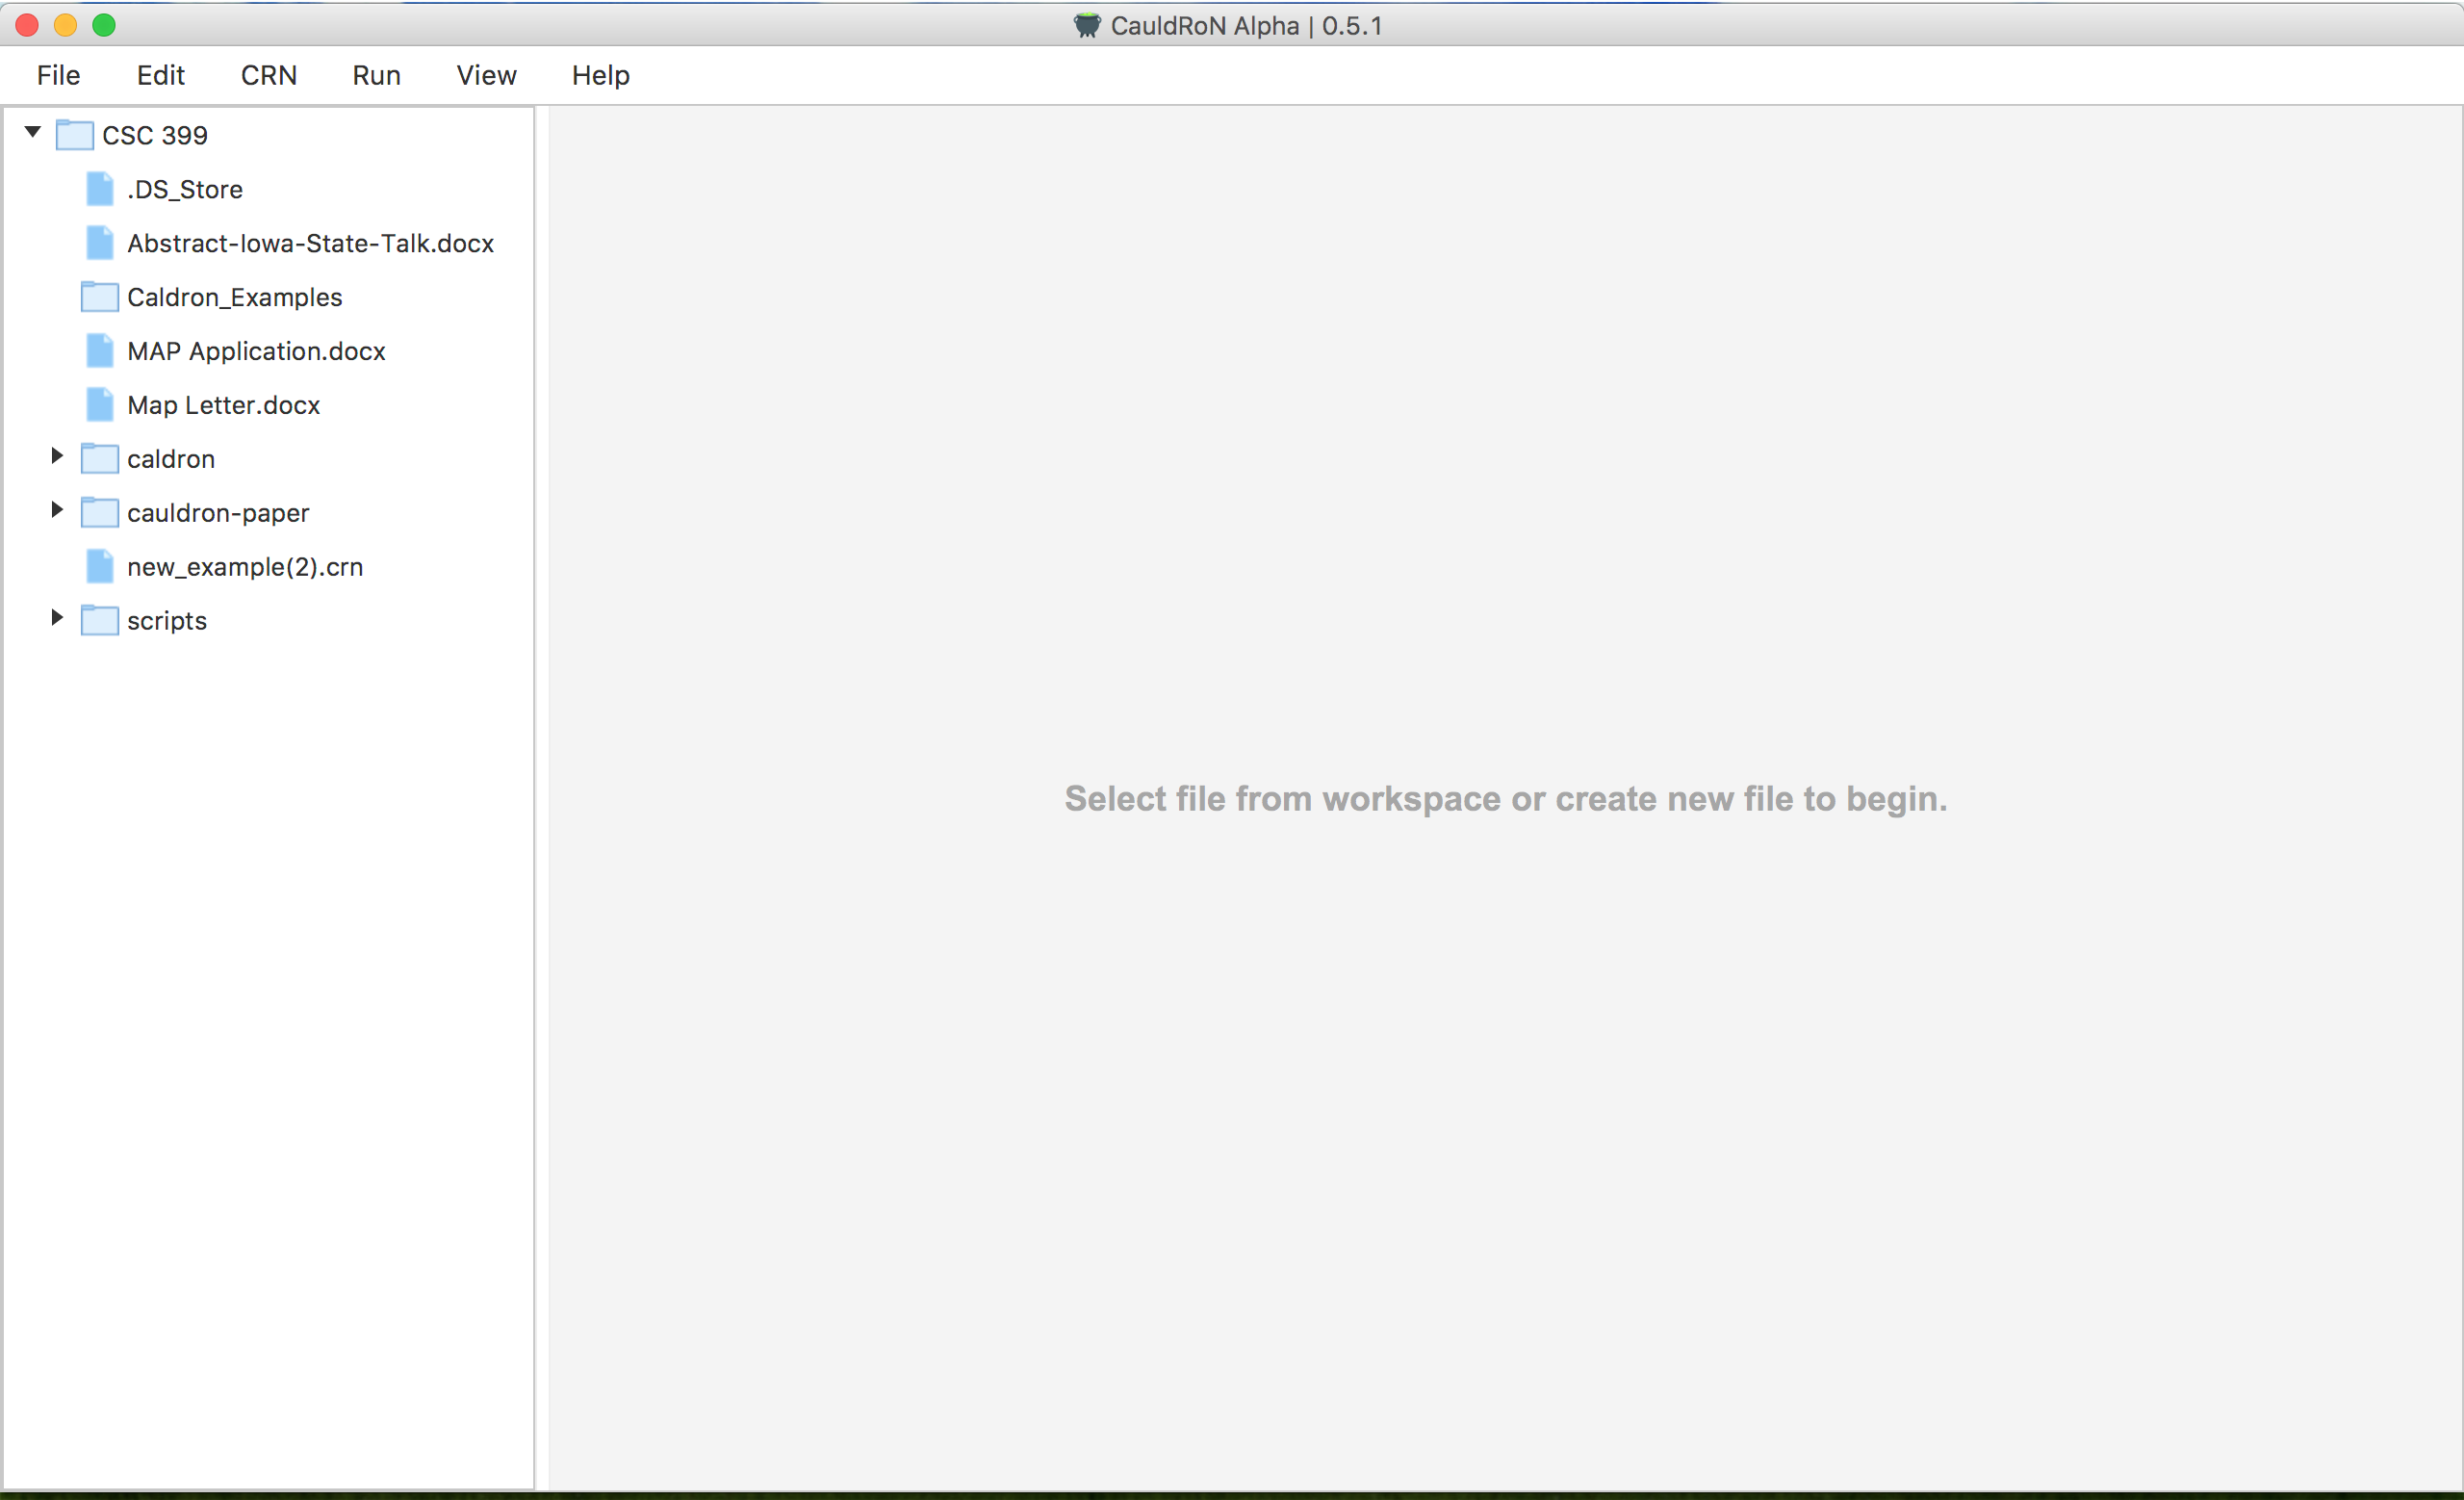 CauldRoN Alpha | 0.5.1
File Edit CRN Run View Help
CSC 399
.DS_Store
Abstract-Iowa-State-Talk.docx
Caldron_Examples
MAP Application.docx
Map Letter.docx
caldron
cauldron-paper
new_example(2).crn
scripts
Select file from workspace or create new file to begin.